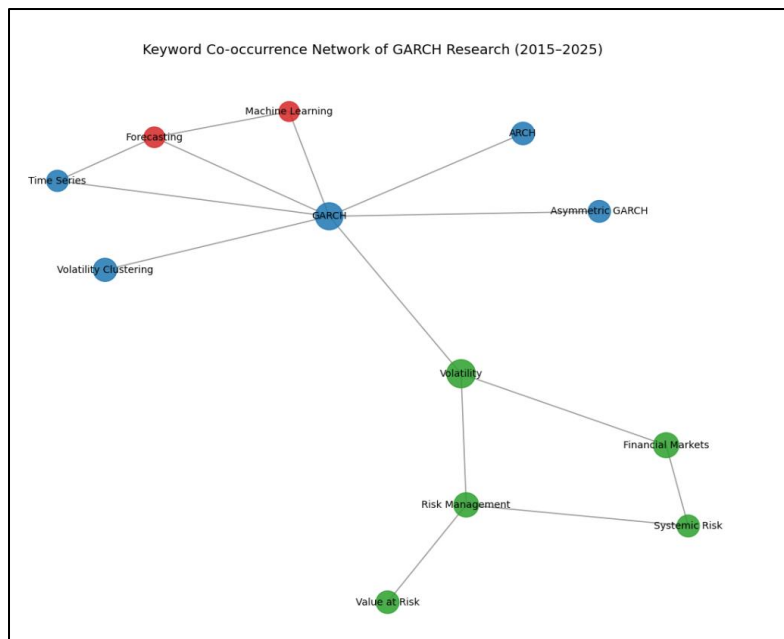 Keyword Co-occurrence Network of GARCH Research (2015–2025)
Machine Learning
Forecasting
ARCH
Time Series
GARCH
Asymmetric GARCH
Volatility Clustering
Volatility
Financial Markets
Risk Management
Systemic Risk
Value at Risk